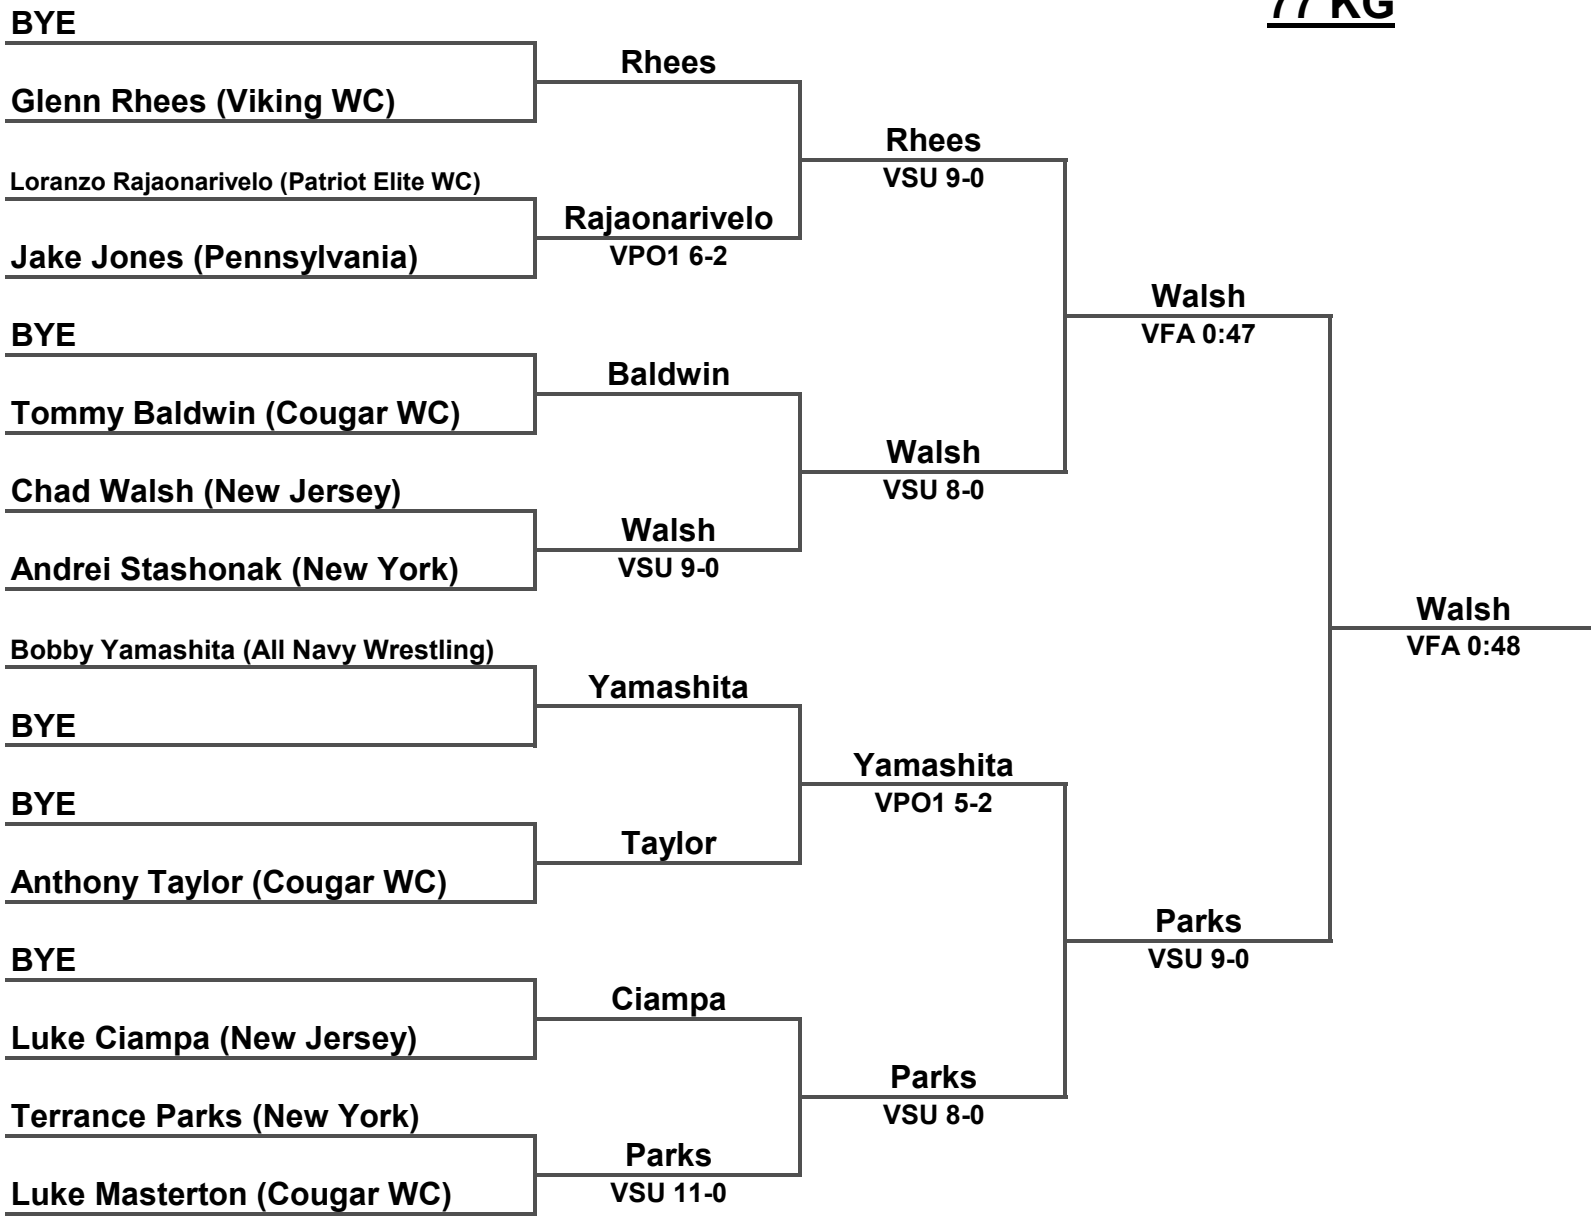 77 KG
BYE
Glenn Rhees (Viking WC)
Loranzo Rajaonarivelo (Patriot Elite WC)
Jake Jones (Pennsylvania)
BYE
Tommy Baldwin (Cougar WC)
Chad Walsh (New Jersey)
Andrei Stashonak (New York)
Bobby Yamashita (All Navy Wrestling)
BYE
BYE
Anthony Taylor (Cougar WC)
BYE
Luke Ciampa (New Jersey)
Terrance Parks (New York)
Luke Masterton (Cougar WC)
Rhees
Rajaonarivelo
VPO1 6-2
Baldwin
Walsh
VSU 9-0
Yamashita
Taylor
Ciampa
Parks
VSU 11-0
Rhees
VSU 9-0
Walsh
VSU 8-0
Yamashita
VPO1 5-2
Parks
VSU 8-0
Walsh
VFA 0:47
Parks
VSU 9-0
Walsh
VFA 0:48